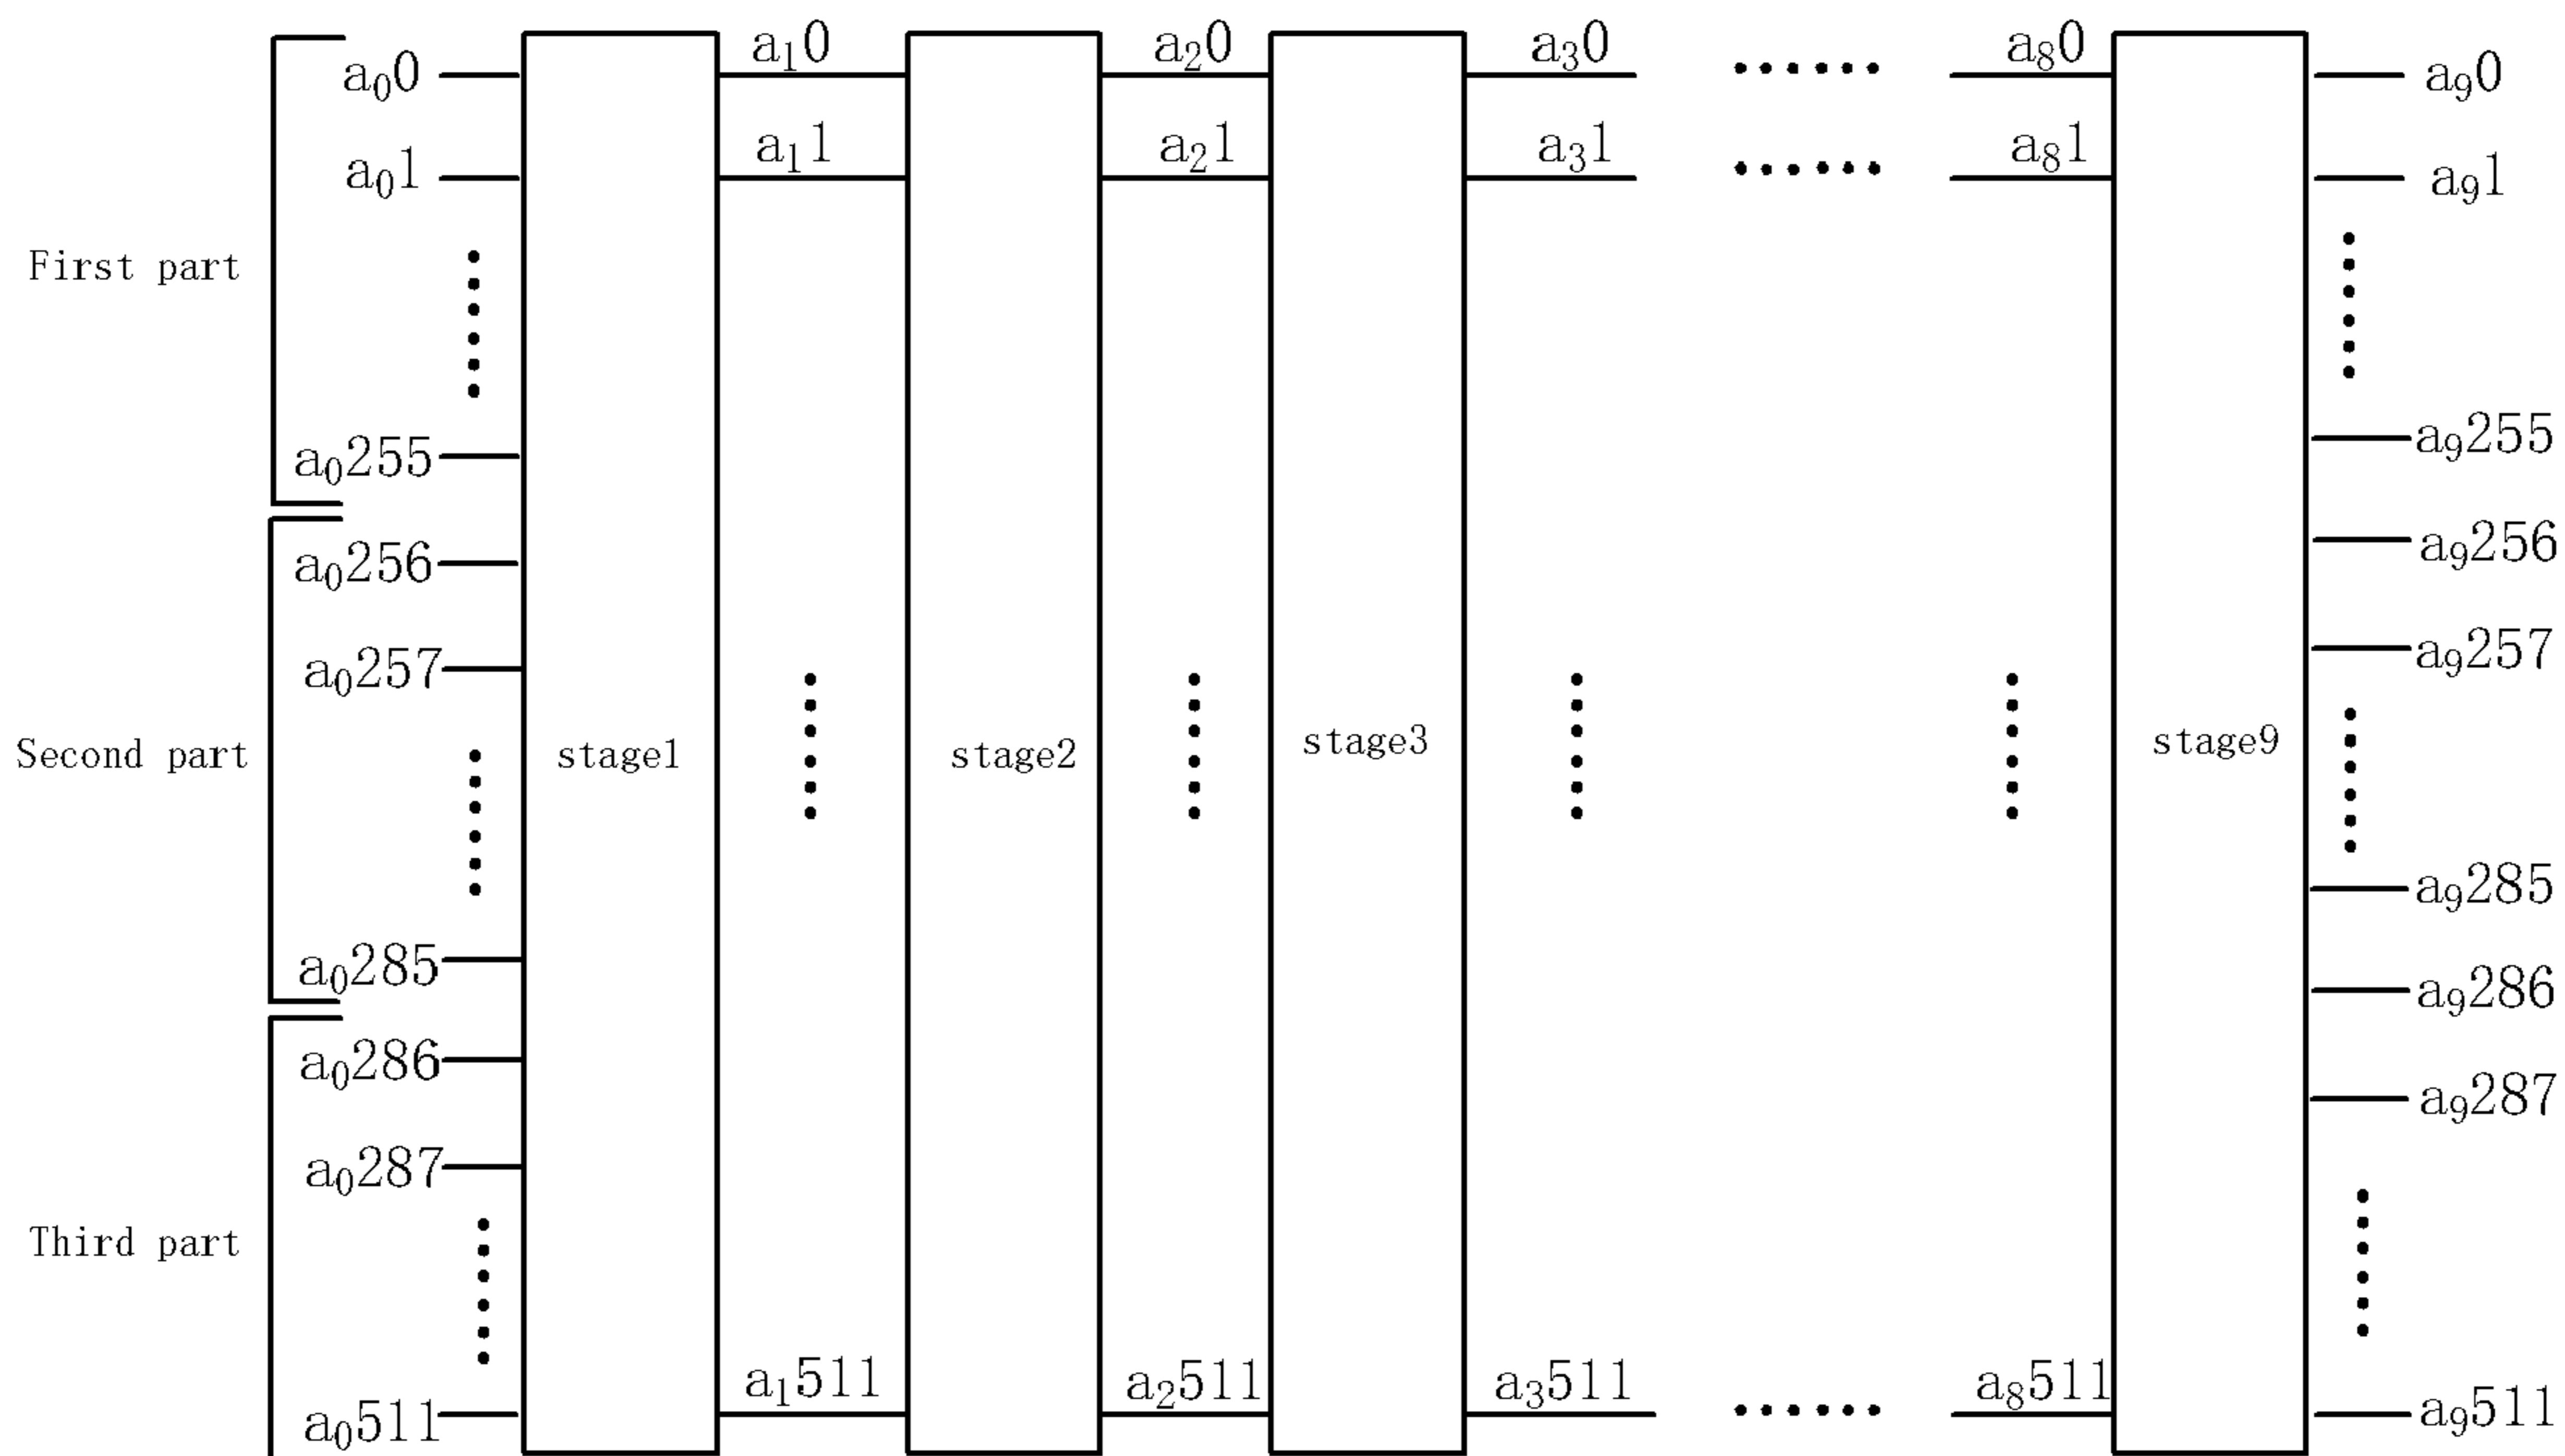 a₁0 a₂0 a₃0 a₈0
a₀0 a₉0
a₁1 a₂1 a₃1 a₈1
a₀1 a₉1
First part
a₀255 a₉255
a₀256 a₉256
a₀257 a₉257
Second part stage1 stage2 stage3 stage9
a₀285 a₉285
a₀286 a₉286
a₀287 a₉287
Third part
a₁511 a₂511 a₃511 a₈511
a₀511 a₉511